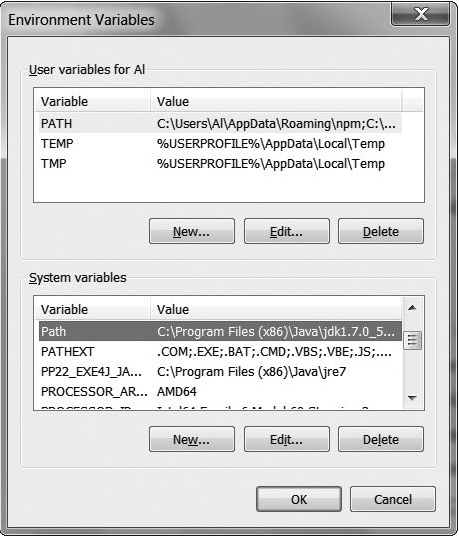 Environment Variables
User variables for Al
Variable Value
PATH C:\Users\Al\AppData\Roaming\npm;C:\...
TEMP %USERPROFILE%\AppData\Local\Temp
TMP %USERPROFILE%\AppData\Local\Temp
New... Edit... Delete
System variables
Variable Value
Path C:\Program Files (x86)\Java\jdk1.7.0_5...
PATHEXT .COM;.EXE;.BAT;.CMD;.VBS;.VBE;.JS;....
PP22_EXE4J_JA... C:\Program Files (x86)\Java\jre7
PROCESSOR_AR... AMD64
New... Edit... Delete
OK Cancel